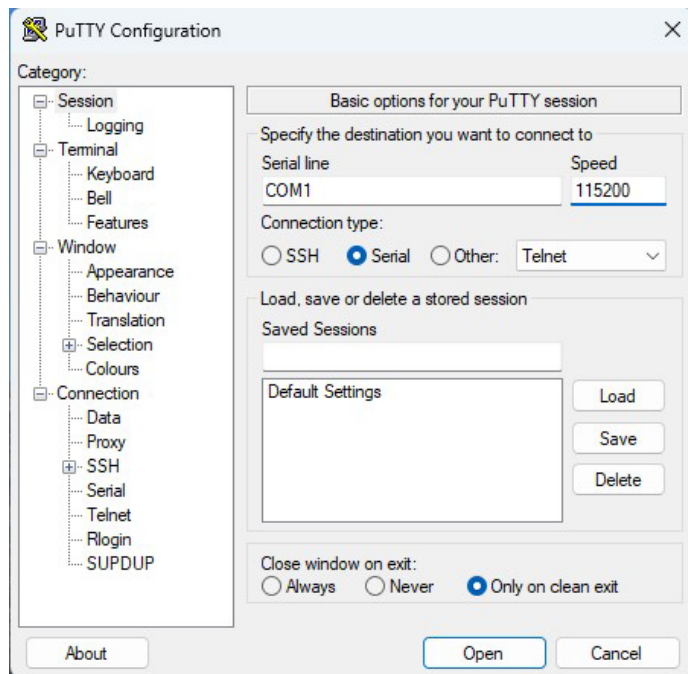 PuTTY Configuration
Category:
Session
Logging
Terminal
Keyboard
Bell
Features
Window
Appearance
Behaviour
Translation
Selection
Colours
Connection
Data
Proxy
SSH
Serial
Telnet
Rlogin
SUPDUP
Basic options for your PuTTY session
Specify the destination you want to connect to
Serial line Speed
COM1 115200
Connection type:
SSH Serial Other: Telnet
Load, save or delete a stored session
Saved Sessions
Default Settings
Load
Save
Delete
Close window on exit:
Always Never Only on clean exit
About Open Cancel